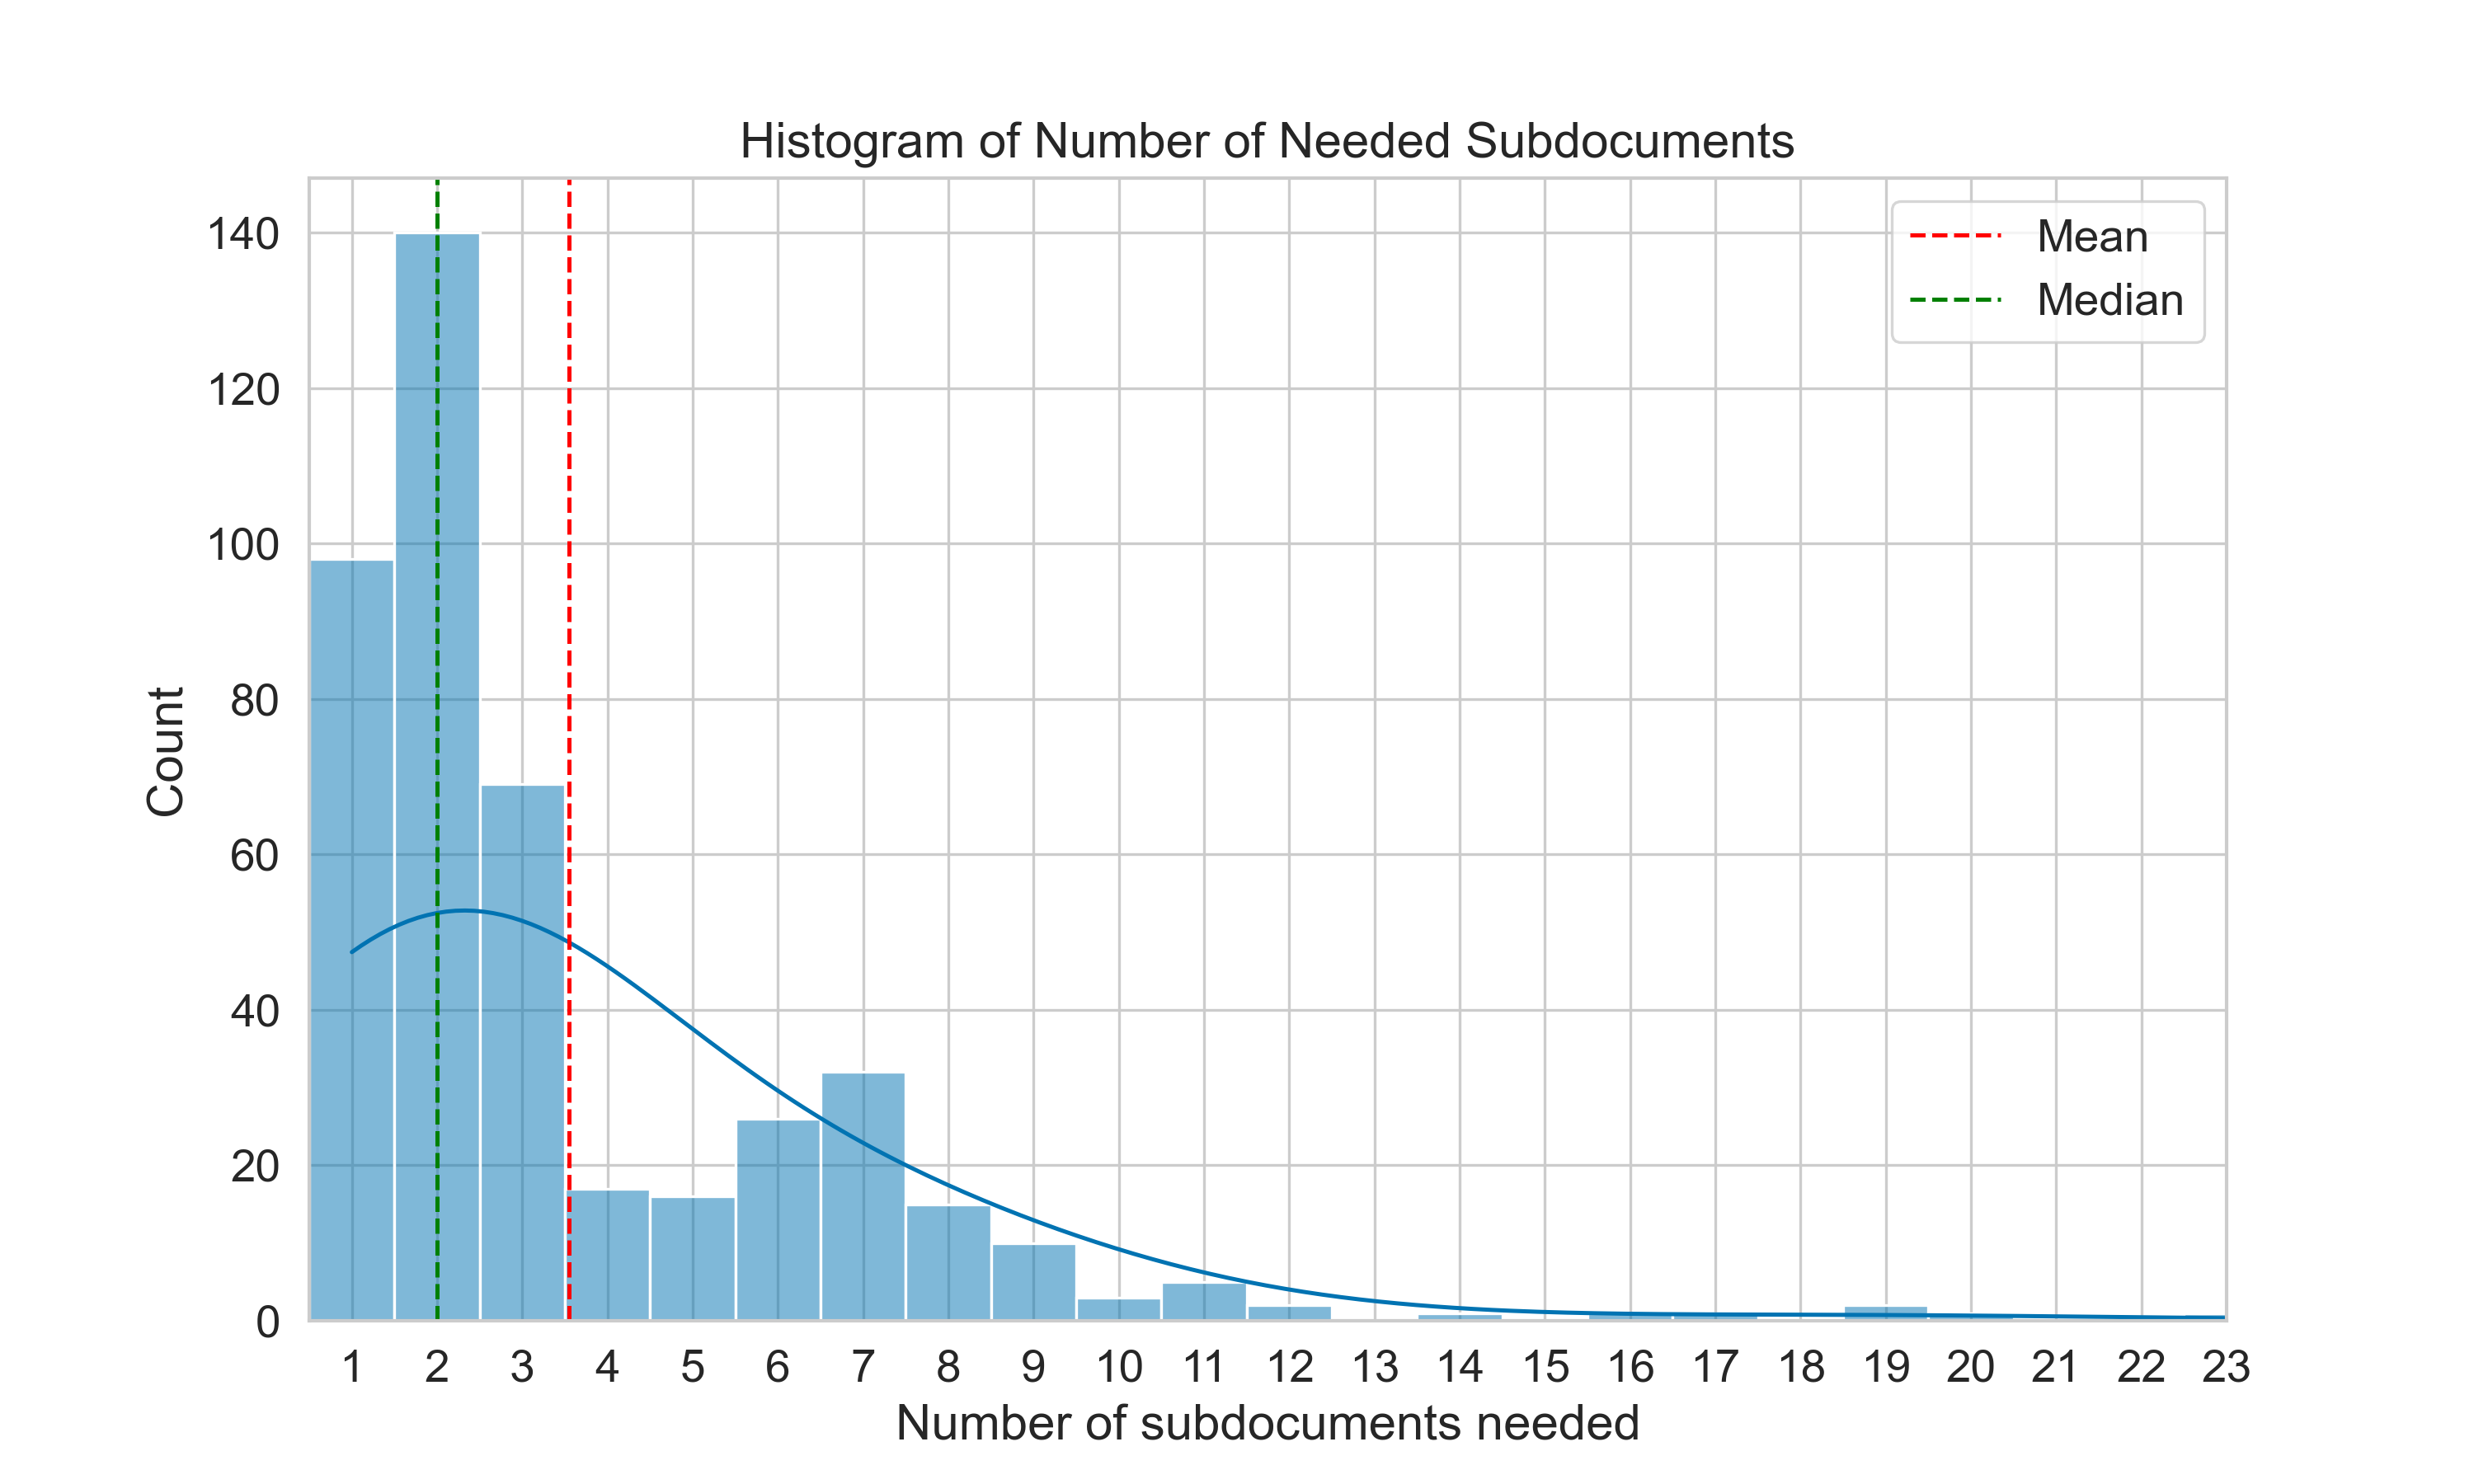 Histogram of Number of Needed Subdocuments
Mean
Median
140
120
100
80
60
40
20
0
Count
1 2 3 4 5 6 7 8 9 10 11 12 13 14 15 16 17 18 19 20 21 22 23
Number of subdocuments needed